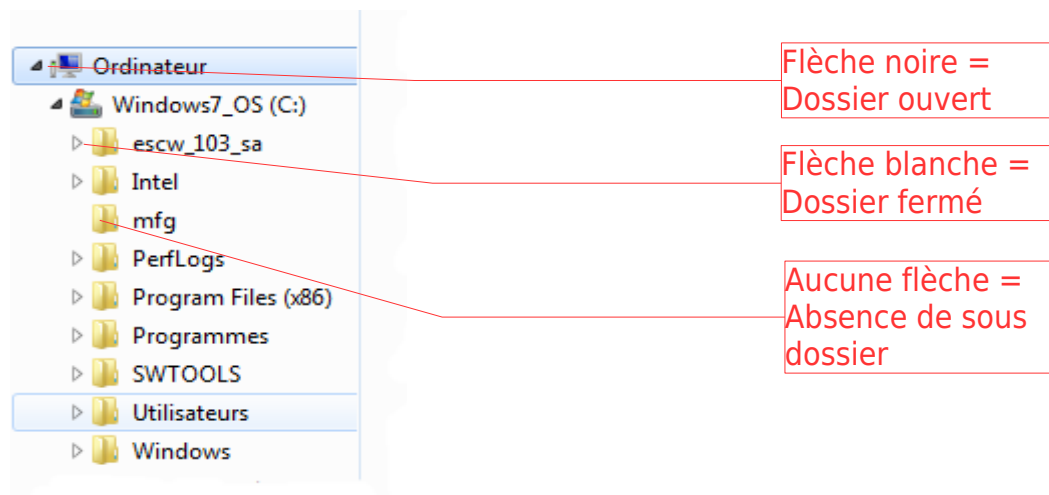 Ordinateur
Windows7_OS (C:)
escw_103_sa
Intel
mfg
PerfLogs
Program Files (x86)
Programmes
SWTOOLS
Utilisateurs
Windows
Flèche noire =
Dossier ouvert
Flèche blanche =
Dossier fermé
Aucune flèche =
Absence de sous
dossier